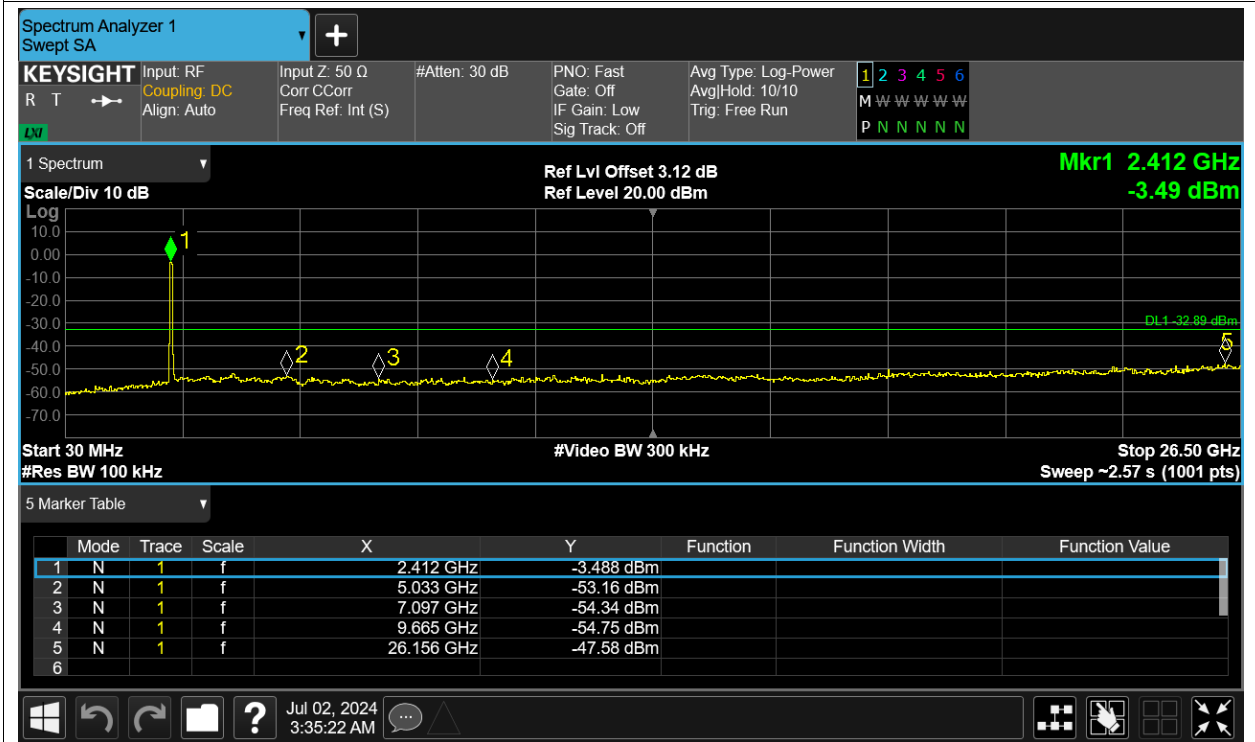 Spectrum Analyzer 1
Swept SA
+
KEYSIGHT Input: RF Input Z: 50 Ω #Atten: 30 dB PNO: Fast Avg Type: Log-Power 1 2 3 4 5 6
R T Coupling: DC Corr CCorr Gate: Off Avg|Hold: 10/10 M W W W W W
Align: Auto Freq Ref: Int (S) IF Gain: Low Trig: Free Run
LXI Sig Track: Off P N N N N N
1 Spectrum
Ref Lvl Offset 3.12 dB Mkr1 2.412 GHz
Scale/Div 10 dB Ref Level 20.00 dBm -3.49 dBm
Log
10.0
1
0.00
-10.0
-20.0
-30.0
DL1 -32.89 dBm
-40.0
2 3 4 5
-50.0
-60.0
-70.0
Start 30 MHz #Video BW 300 kHz Stop 26.50 GHz
#Res BW 100 kHz Sweep ~2.57 s (1001 pts)
5 Marker Table
Mode Trace Scale X Y Function Function Width Function Value
1 N 1 f 2.412 GHz -3.488 dBm
2 N 1 f 5.033 GHz -53.16 dBm
3 N 1 f 7.097 GHz -54.34 dBm
4 N 1 f 9.665 GHz -54.75 dBm
5 N 1 f 26.156 GHz -47.58 dBm
6
? Jul 02, 2024
3:35:22 AM